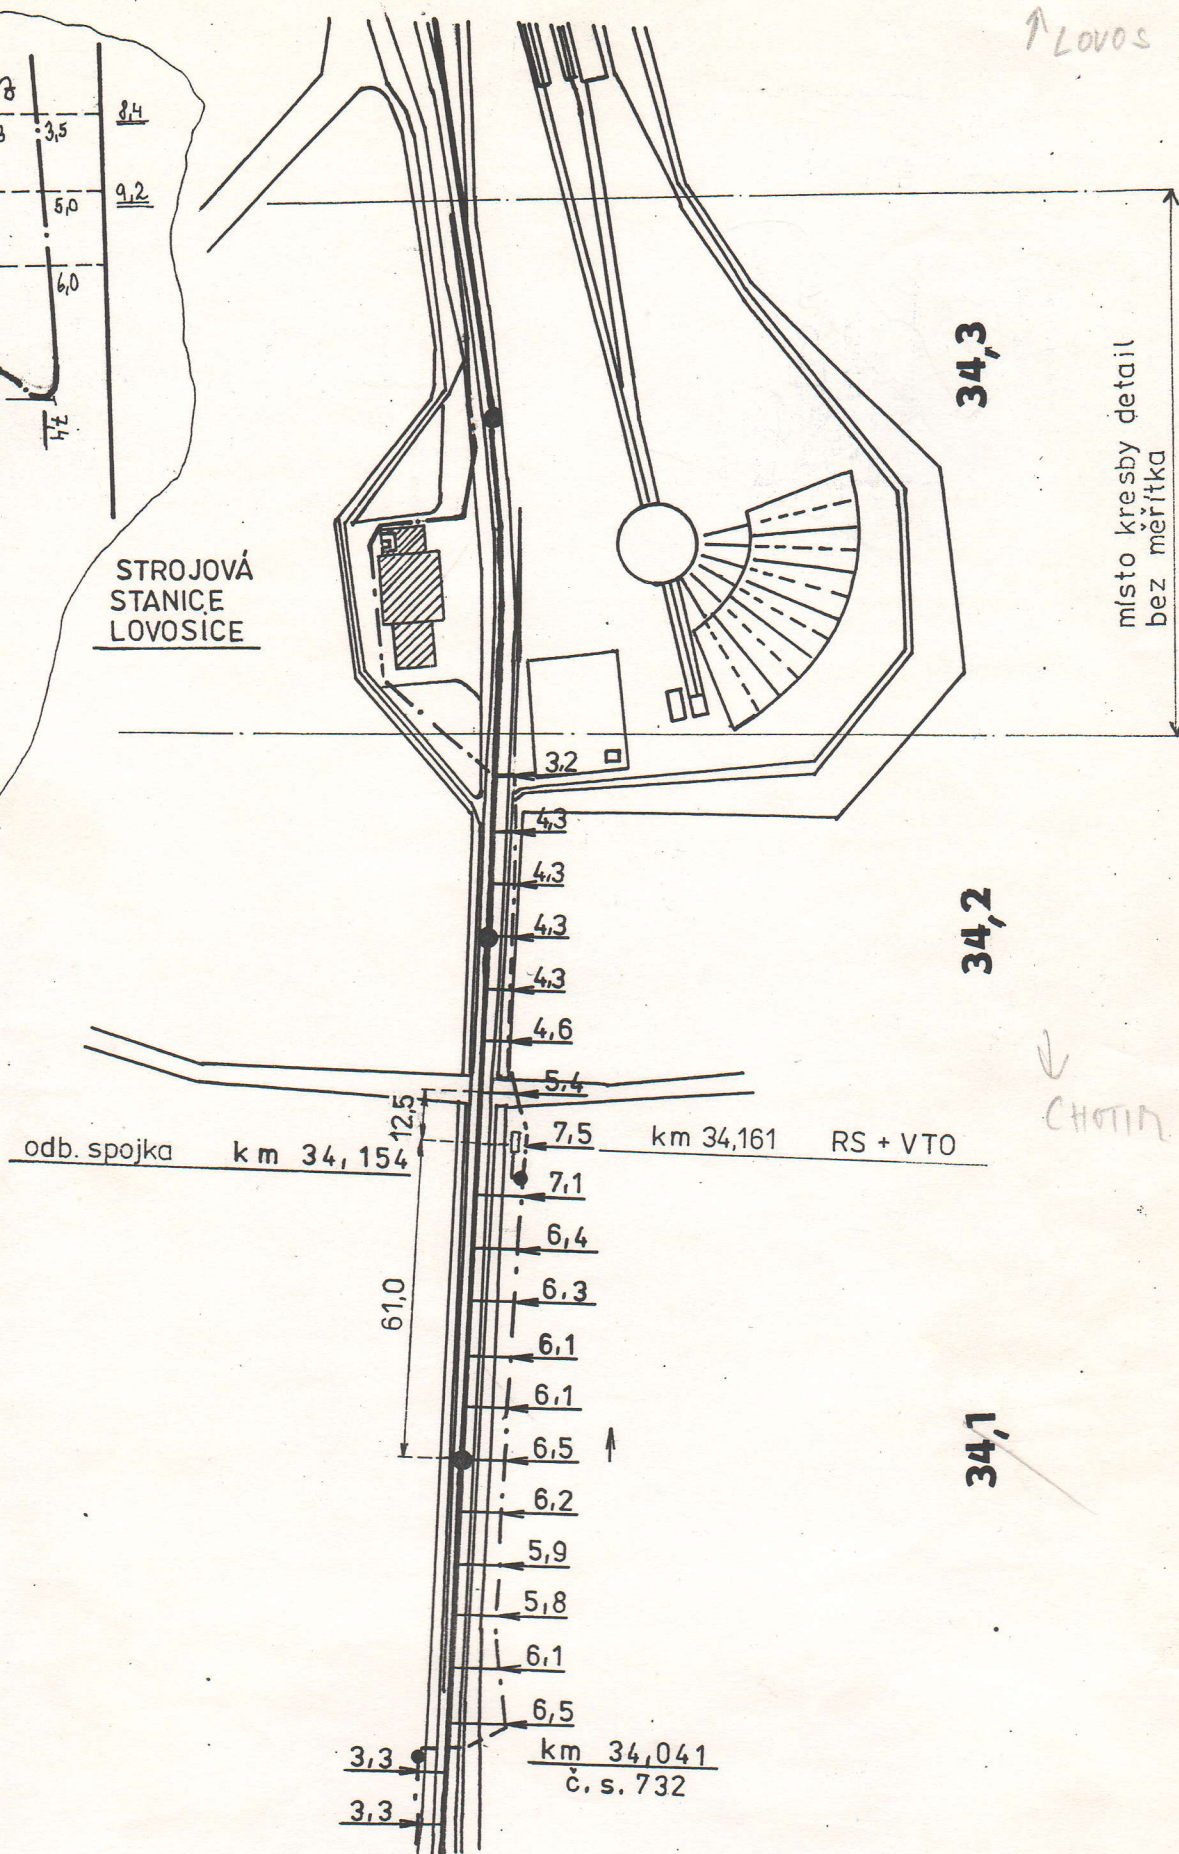 ↑ LOVOS
3,5
8,4
5,0
9,2
6,0
7,4
34,3
místo kresby detail
bez měřítka
STROJOVÁ
STANICE
LOVOSICE
3,2
4,3
4,3
34,2
4,3
4,3
4,6
5,4
12,5
↓
CHOTIM
odb. spojka km 34,154
7,5 km 34,161 RS + VTO
7,1
6,4
61,0
6,3
6,1
6,1
6,5
34,1
6,2
5,9
5,8
6,1
6,5
km 34,041
č. s. 732
3,3
3,3